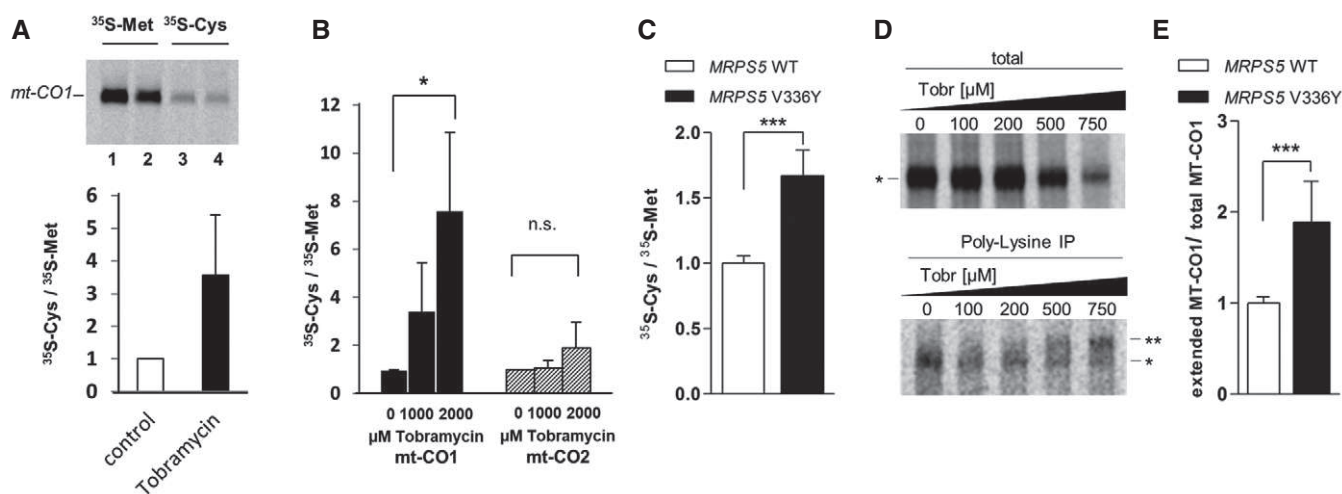 A
³⁵S-Met ³⁵S-Cys
mt-CO1
1 2 3 4
³⁵S-Cys / ³⁵S-Met
6
5
4
3
2
1
0
control
Tobramycin
B
³⁵S-Cys / ³⁵S-Met
12
10
8
6
4
2
0
*
n.s.
0 1000 2000 0 1000 2000
µM Tobramycin µM Tobramycin
mt-CO1 mt-CO2
C
MRPS5 WT
MRPS5 V336Y
³⁵S-Cys / ³⁵S-Met
2.0
1.5
1.0
0.5
0.0
***
D
total
Tobr [µM]
0 100 200 500 750
*
Poly-Lysine IP
Tobr [µM]
0 100 200 500 750
**
*
E
MRPS5 WT
MRPS5 V336Y
extended MT-CO1/ total MT-CO1
3
2
1
0
***